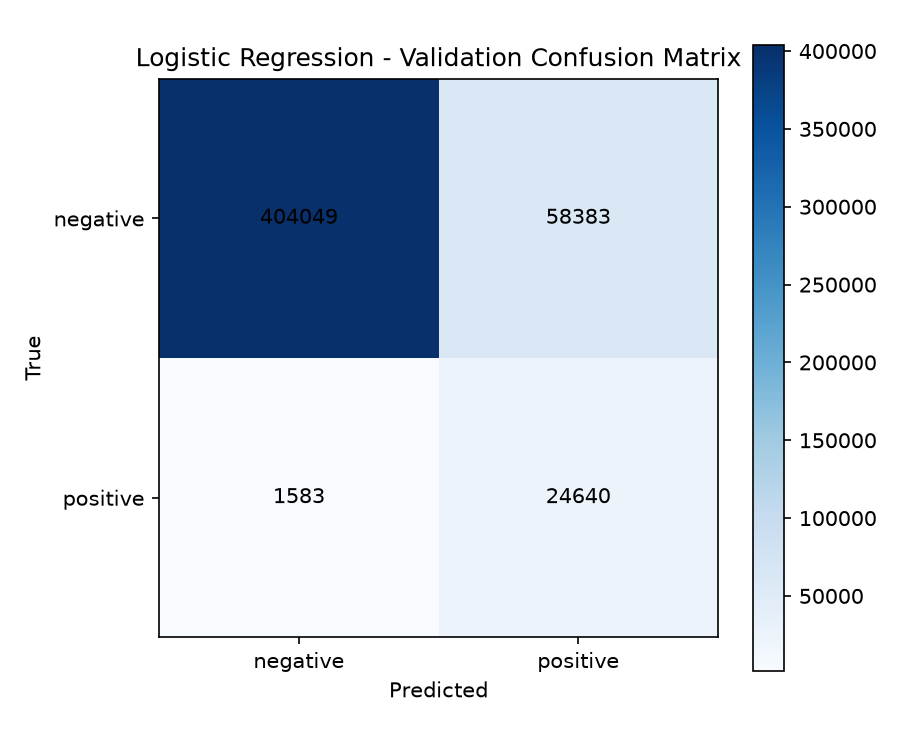 Logistic Regression - Validation Confusion Matrix
400000
350000
300000
250000
200000
150000
100000
50000
True
negative
404049
58383
positive
1583
24640
negative
positive
Predicted